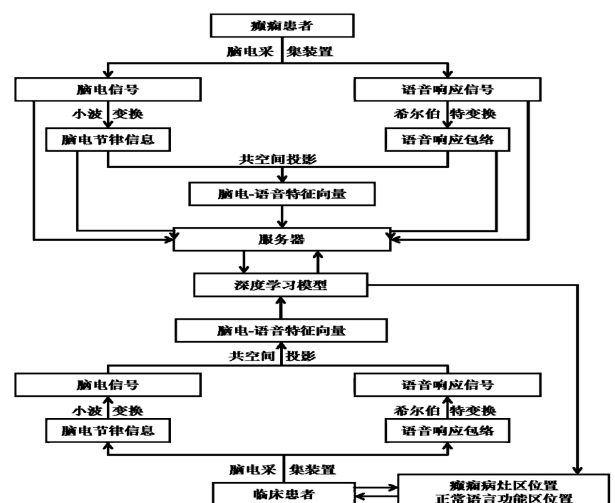 癫痫患者
脑电采 集装置
脑电信号 语音响应信号
小波 变换 希尔伯 特变换
脑电节律信息 语音响应包络
共空间投影
脑电-语音特征向量
服务器
深度学习模型
脑电-语音特征向量
共空间 投影
脑电信号 语音响应信号
小波 变换 希尔伯 特变换
脑电节律信息 语音响应包络
脑电采 集装置
临床患者
癫痫病灶区位置
正常语言功能区位置